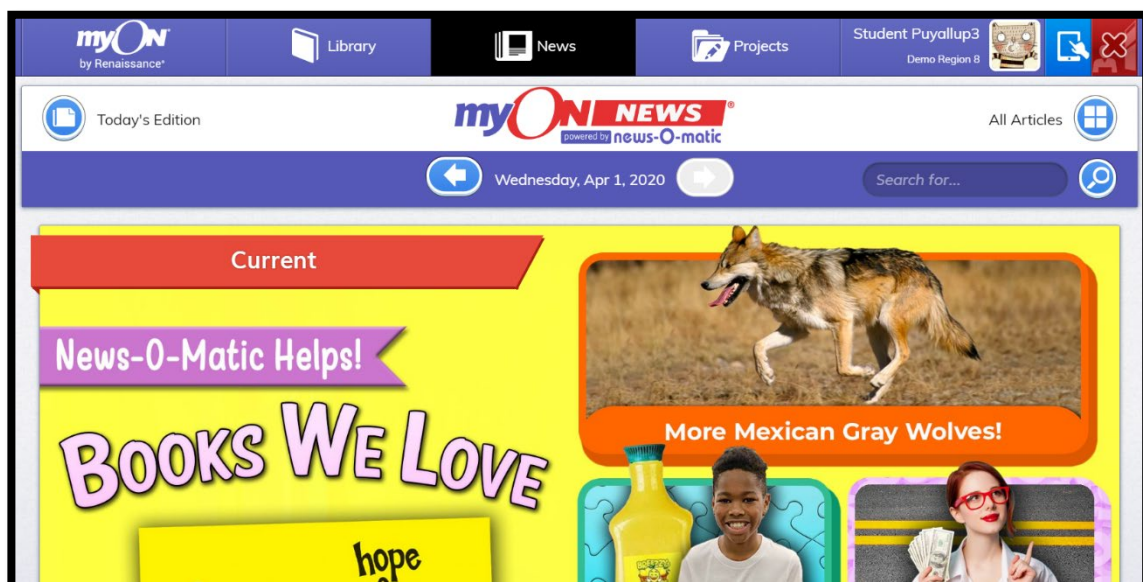 myON®
by Renaissance®
Library
News
Projects
Student Puyallup3
Demo Region 8
Today's Edition
myON NEWS®
powered by news-O-matic
All Articles
Wednesday, Apr 1, 2020
Search for...
Current
News-O-Matic Helps!
BOOKS WE LOVE
hope
More Mexican Gray Wolves!